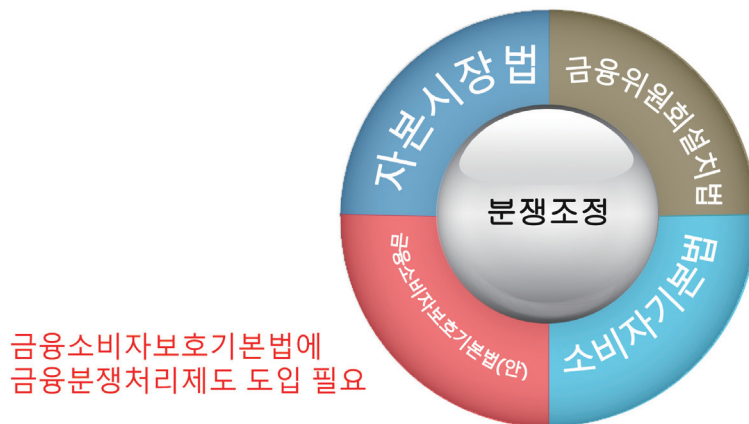 자본시장법
금융위원회설치법
분쟁조정
금융소비자보호기본법(안)
소비자기본법
금융소비자보호기본법에
금융분쟁처리제도 도입 필요